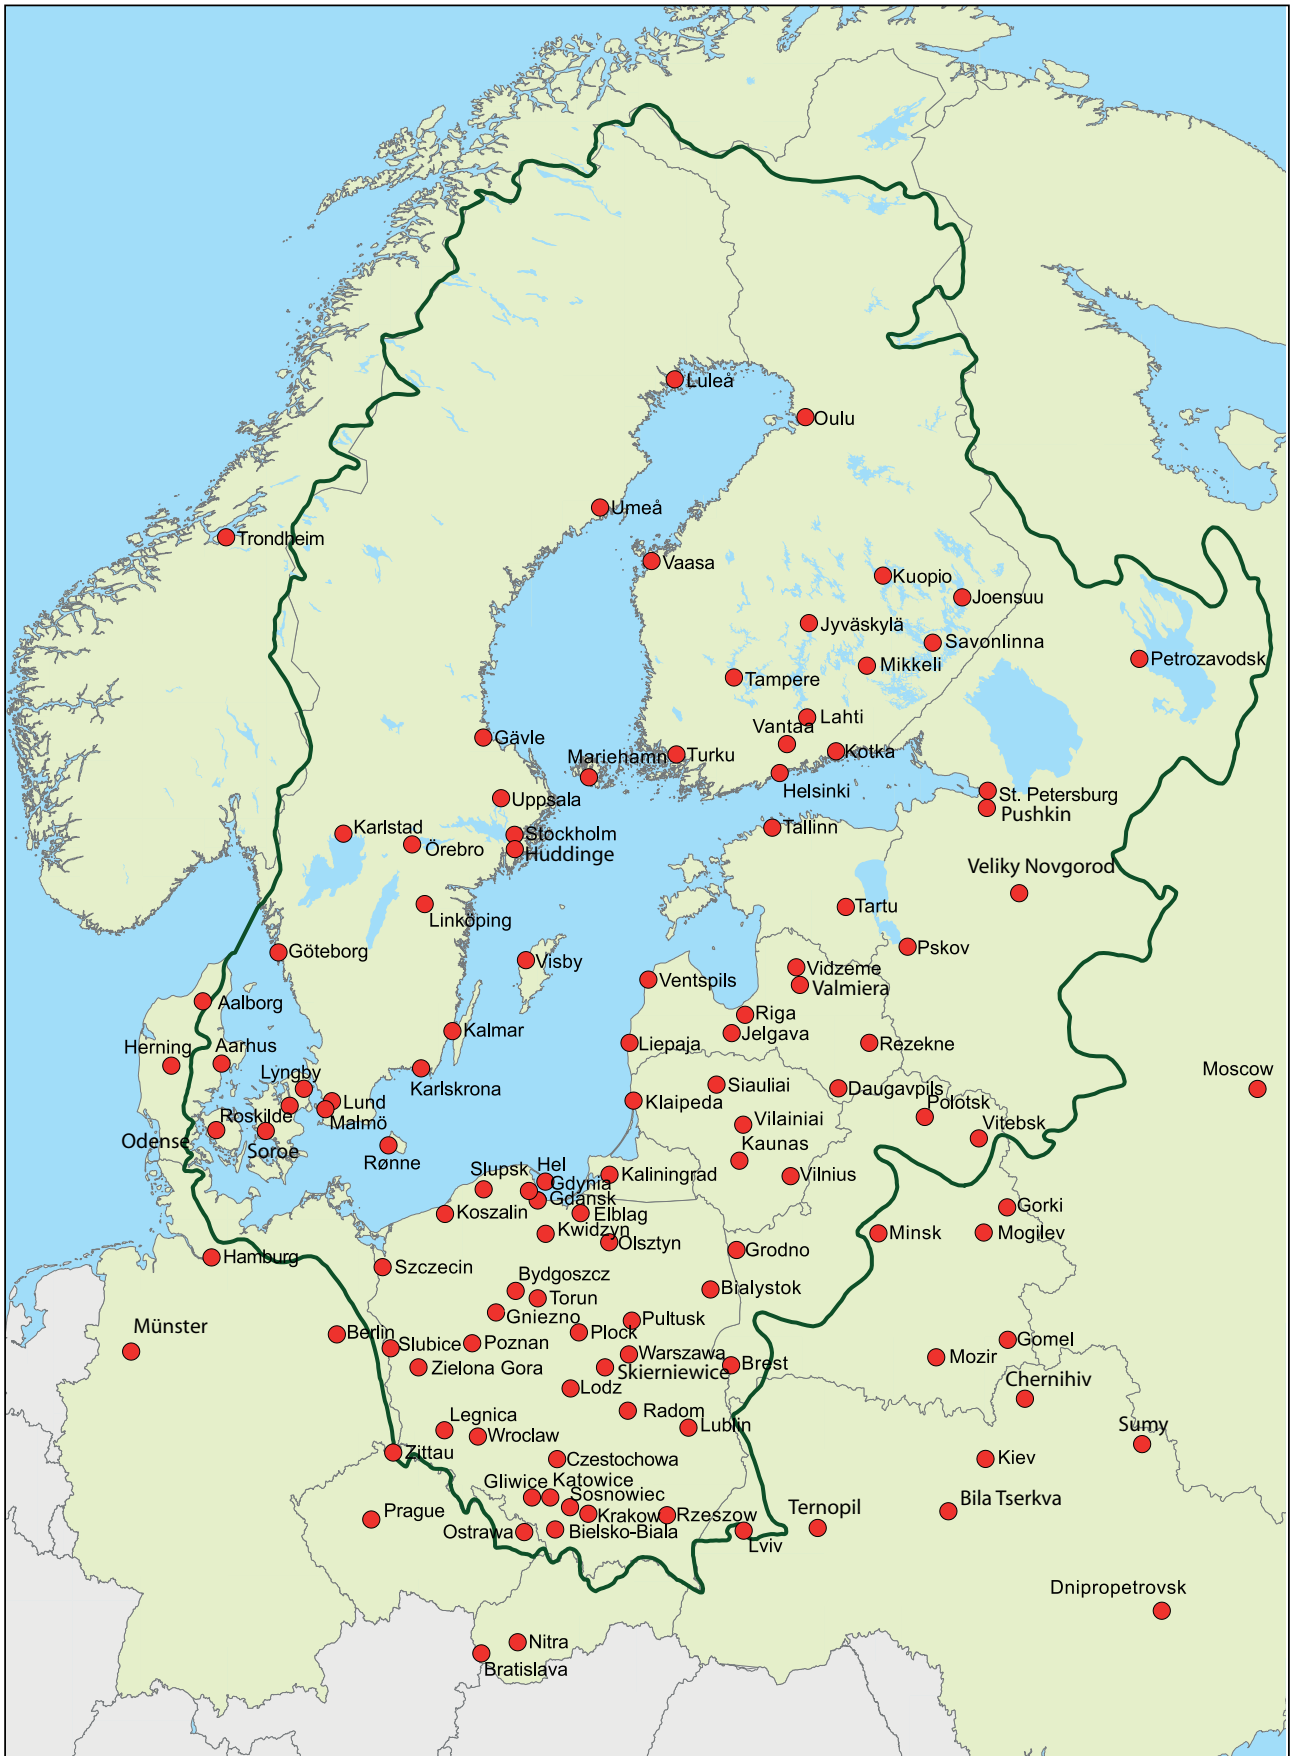 Luleå
Oulu
Umeå
Trondheim
Vaasa
Kuopio
Joensuu
Jyväskylä
Savonlinna
Mikkeli
Petrozavodsk
Tampere
Lahti
Vantaa
Gävle
Mariehamn
Turku
Kotka
Helsinki
St. Petersburg
Uppsala
Pushkin
Karlstad
Stockholm
Tallinn
Örebro
Huddinge
Veliky Novgorod
Linköping
Tartu
Göteborg
Pskov
Visby
Vidzeme
Ventspils
Valmiera
Aalborg
Riga
Kalmar
Jelgava
Herning
Aarhus
Liepaja
Rezekne
Lyngby
Karlskrona
Siauliai
Daugavpils
Moscow
Lund
Klaipeda
Polotsk
Roskilde
Malmö
Vilainiai
Vitebsk
Odense
Soroe
Kaunas
Rønne
Hel
Slupsk
Kaliningrad
Vilnius
Gdynia
Gdansk
Koszalin
Elblag
Gorki
Kwidzyn
Minsk
Mogilev
Olsztyn
Grodno
Hamburg
Szczecin
Bydgoszcz
Bialystok
Torun
Gniezno
Pultusk
Münster
Berlin
Plock
Slubice
Poznan
Gomel
Warszawa
Mozir
Zielona Gora
Skierniewice
Brest
Chernihiv
Lodz
Radom
Legnica
Lublin
Sumy
Wroclaw
Zittau
Czestochowa
Kiev
Gliwice
Katowice
Sosnowiec
Bila Tserkva
Prague
Krakow
Rzeszow
Ternopil
Ostrawa
Bielsko-Biala
Lviv
Dnipropetrovsk
Nitra
Bratislava